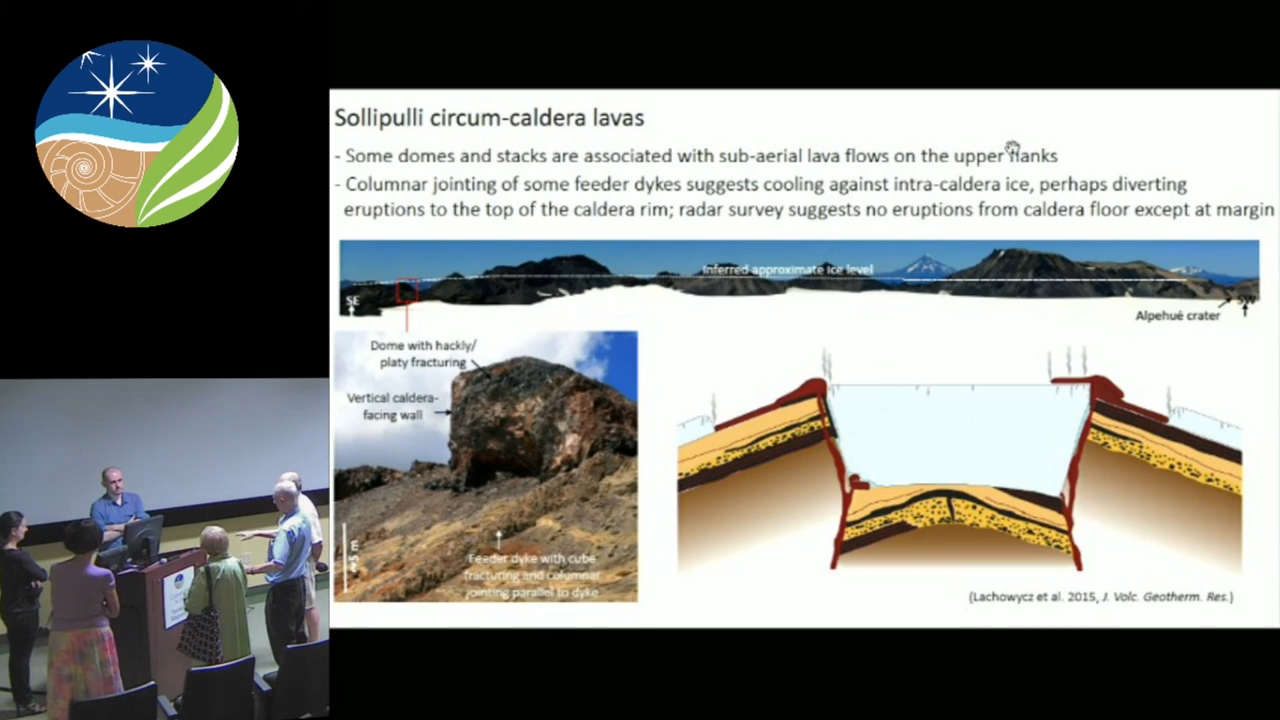 Sollipulli circum-caldera lavas
- Some domes and stacks are associated with sub-aerial lava flows on the upper flanks
- Columnar jointing of some feeder dykes suggests cooling against intra-caldera ice, perhaps diverting
eruptions to the top of the caldera rim; radar survey suggests no eruptions from caldera floor except at margin
Inferred approximate ice level
SE
SW
Alpehué crater
Dome with hackly/
platy fracturing
Vertical caldera-
facing wall
~5 m
Feeder dyke with cube
fracturing and columnar
jointing parallel to dyke
(Lachowycz et al. 2015, J. Volc. Geotherm. Res.)